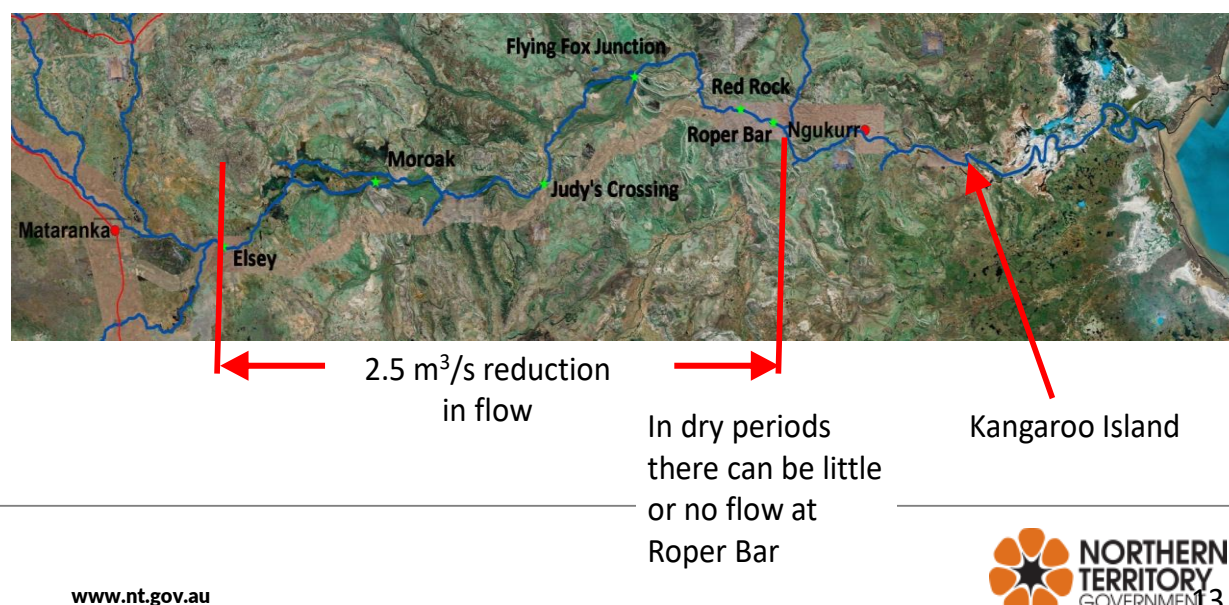 Flying Fox Junction
Red Rock
Roper Bar
Ngukurr
Moroak
Judy's Crossing
Mataranka
Elsey
2.5 m³/s reduction
in flow
In dry periods
there can be little
or no flow at
Roper Bar
Kangaroo Island
www.nt.gov.au
NORTHERN
TERRITORY
GOVERNMENT
13